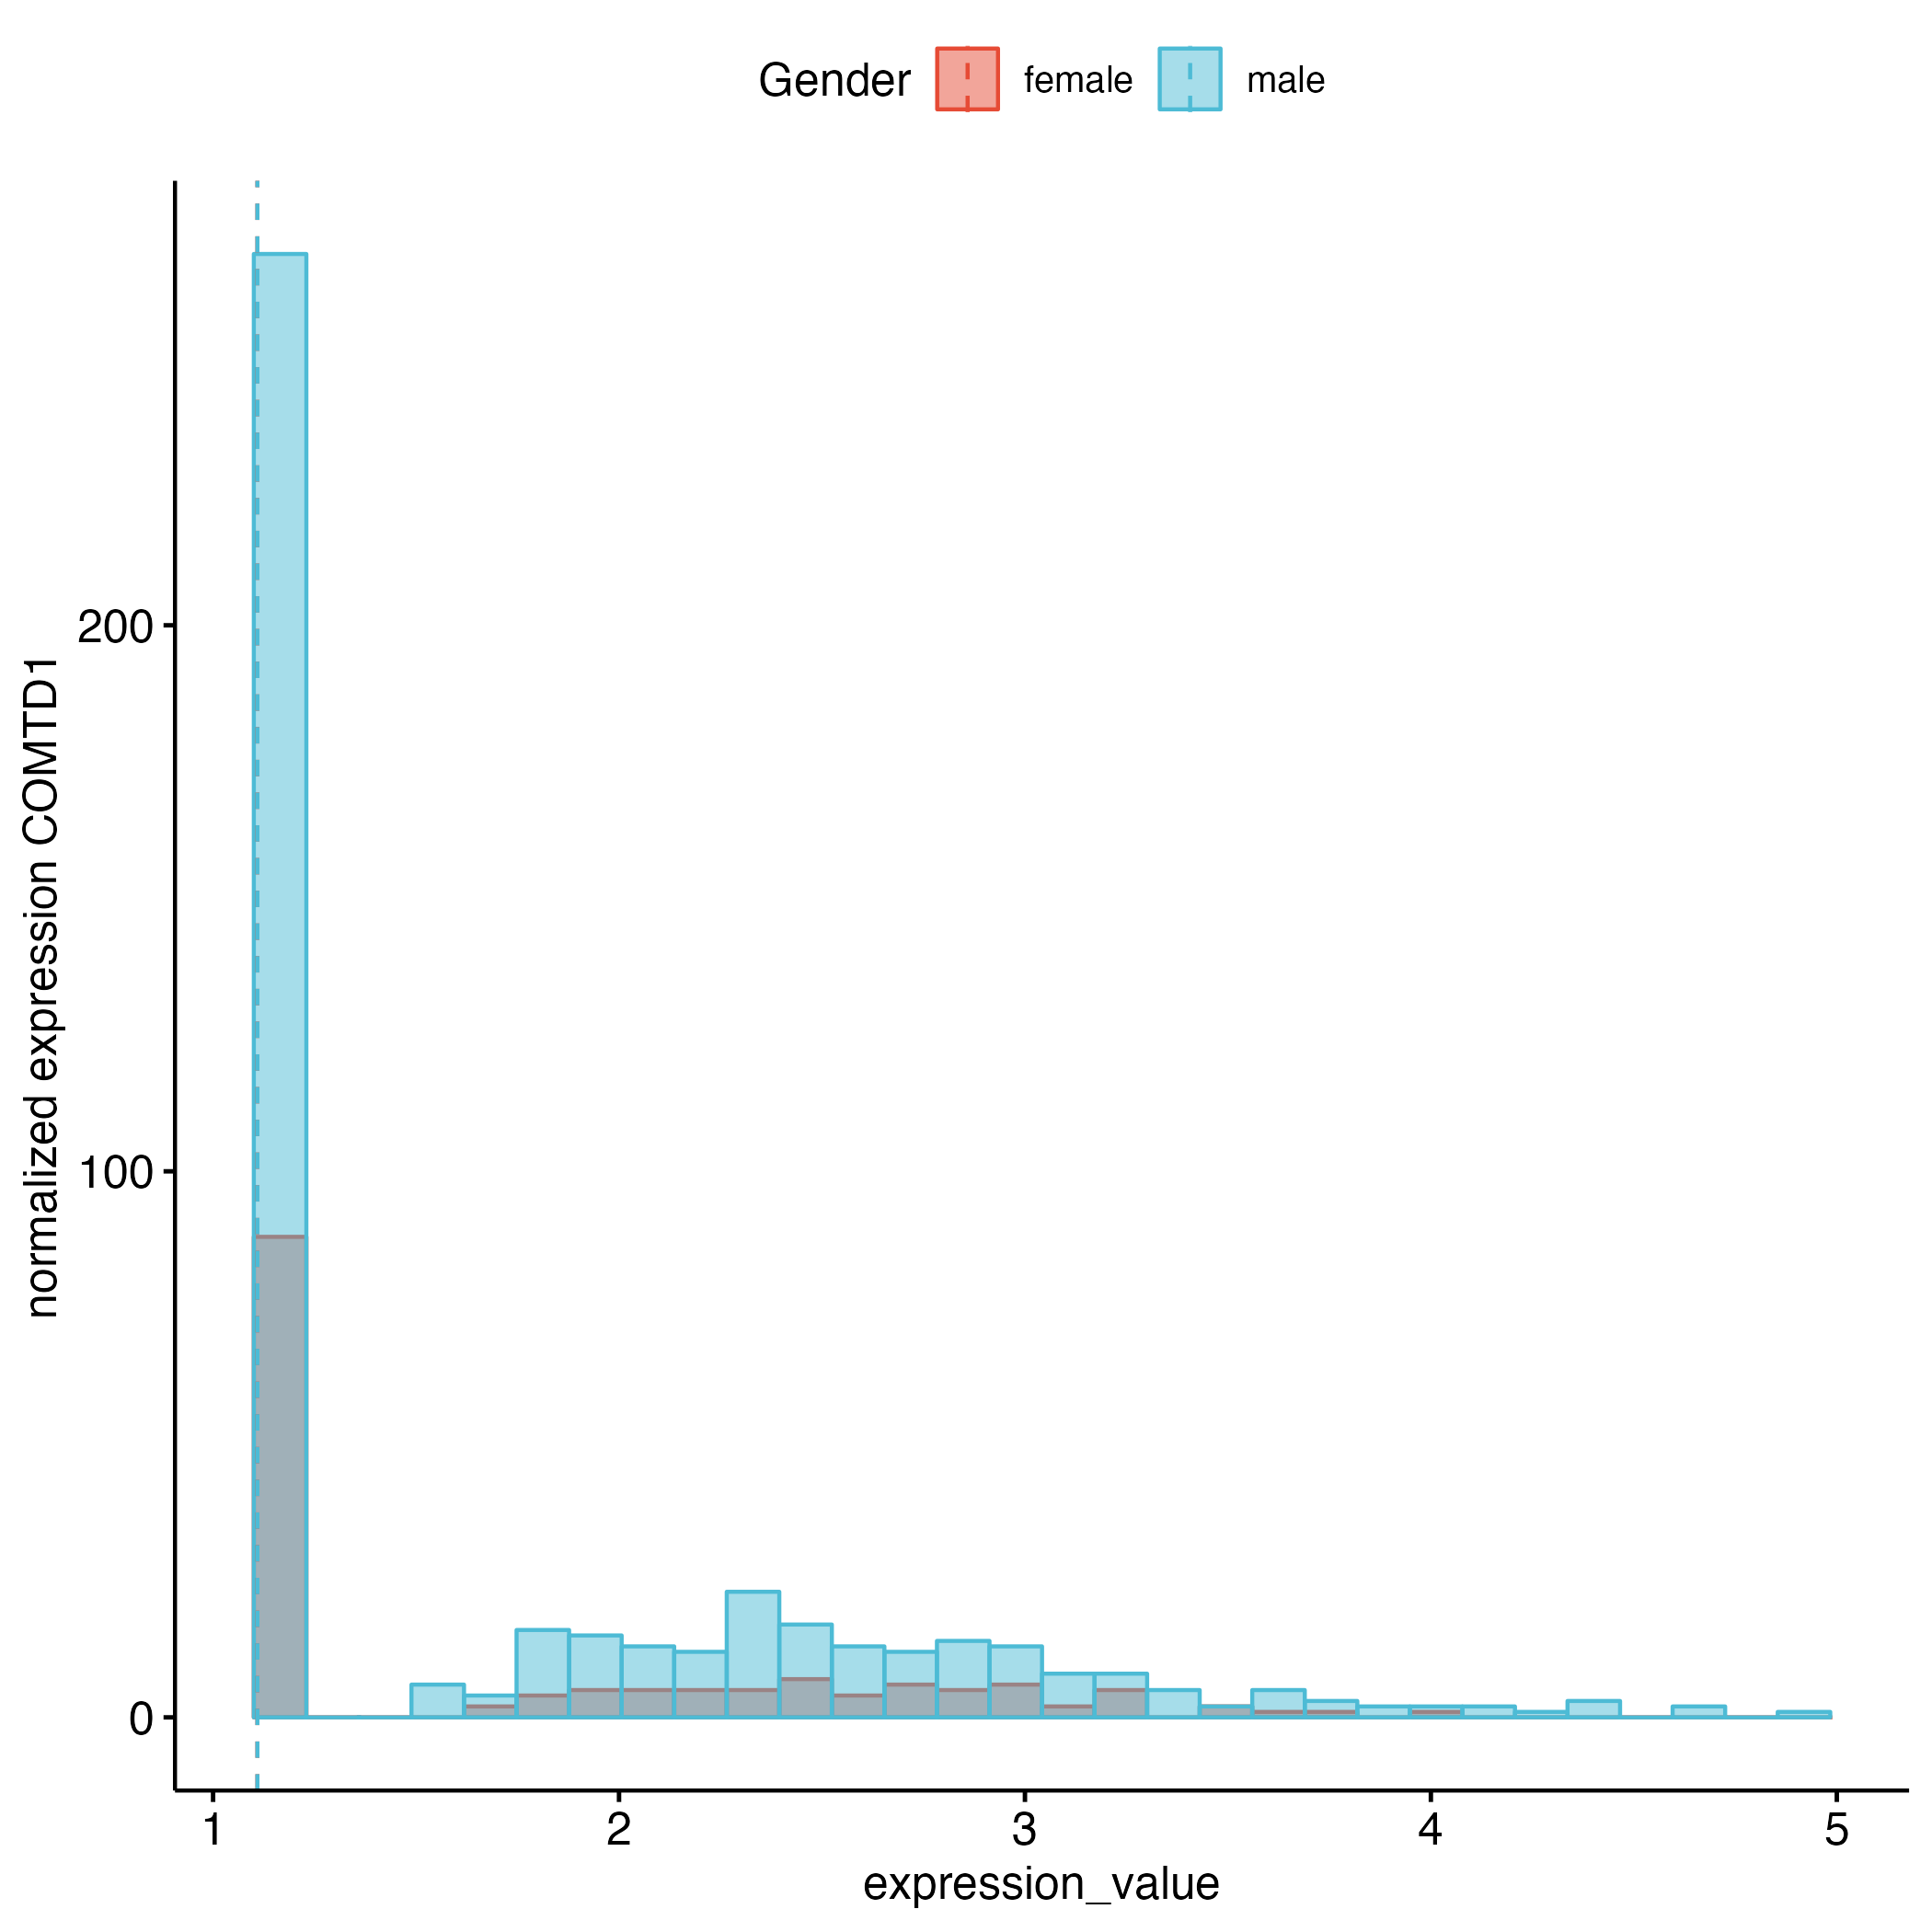 Gender female male
normalized expression COMTD1
200
100
0
1 2 3 4 5
expression_value